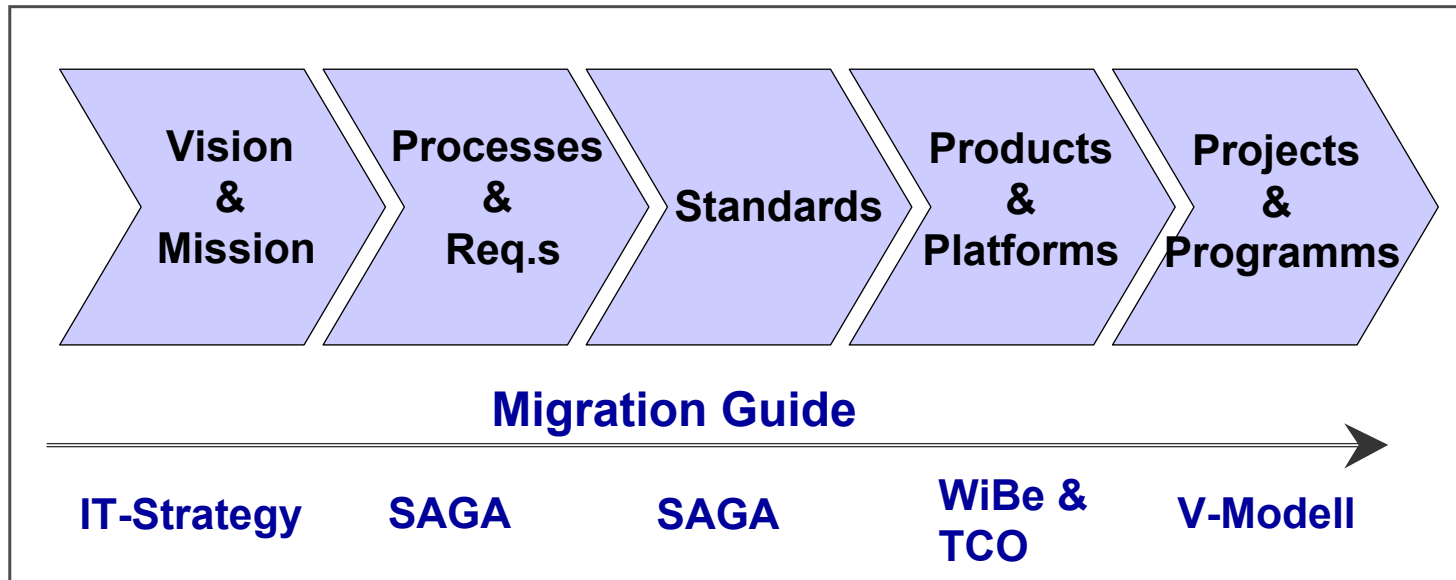 Vision
&
Mission
Processes
&
Req.s
Standards
Products
&
Platforms
Projects
&
Programms
Migration Guide
IT-Strategy
SAGA
SAGA
WiBe &
TCO
V-Modell